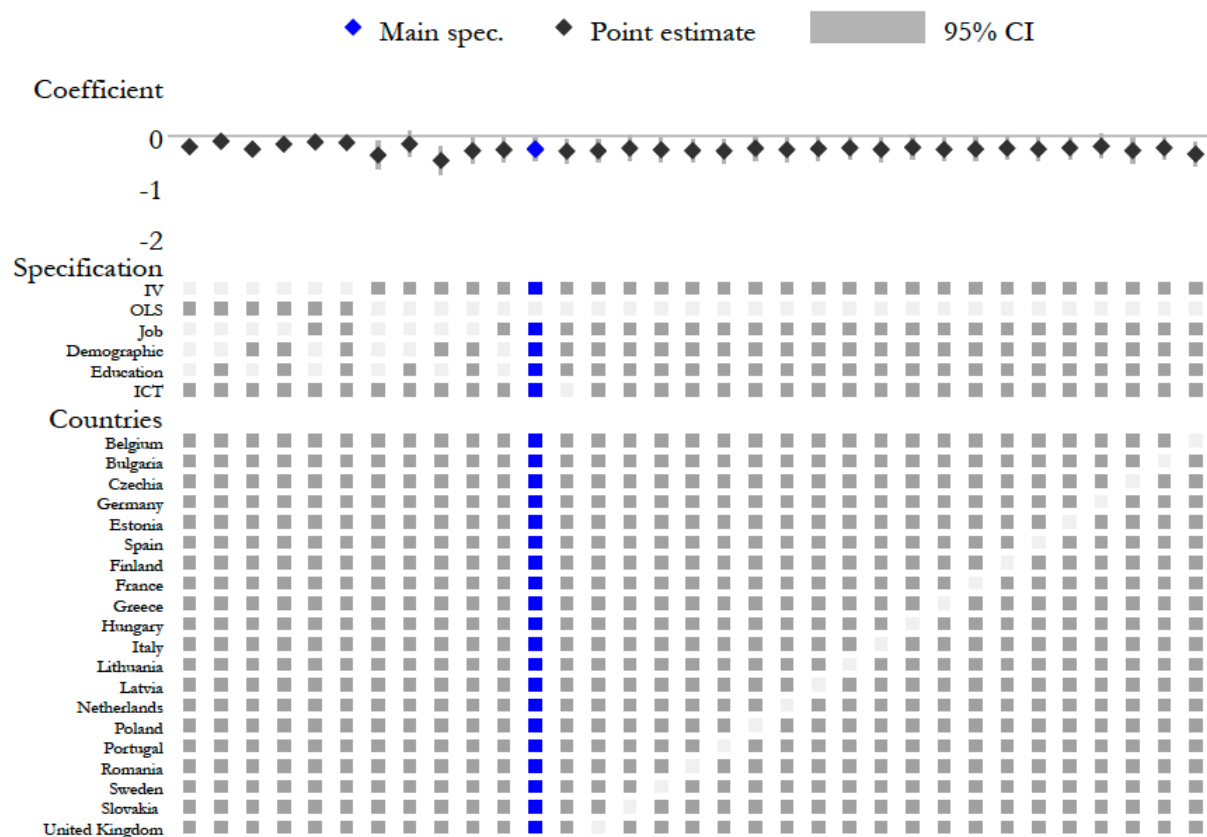 Main spec. Point estimate 95% CI
Coefficient
0
-1
-2
Specification
IV
OLS
Job
Demographic
Education
ICT
Countries
Belgium
Bulgaria
Czechia
Germany
Estonia
Spain
Finland
France
Greece
Hungary
Italy
Lithuania
Latvia
Netherlands
Poland
Portugal
Romania
Sweden
Slovakia
United Kingdom